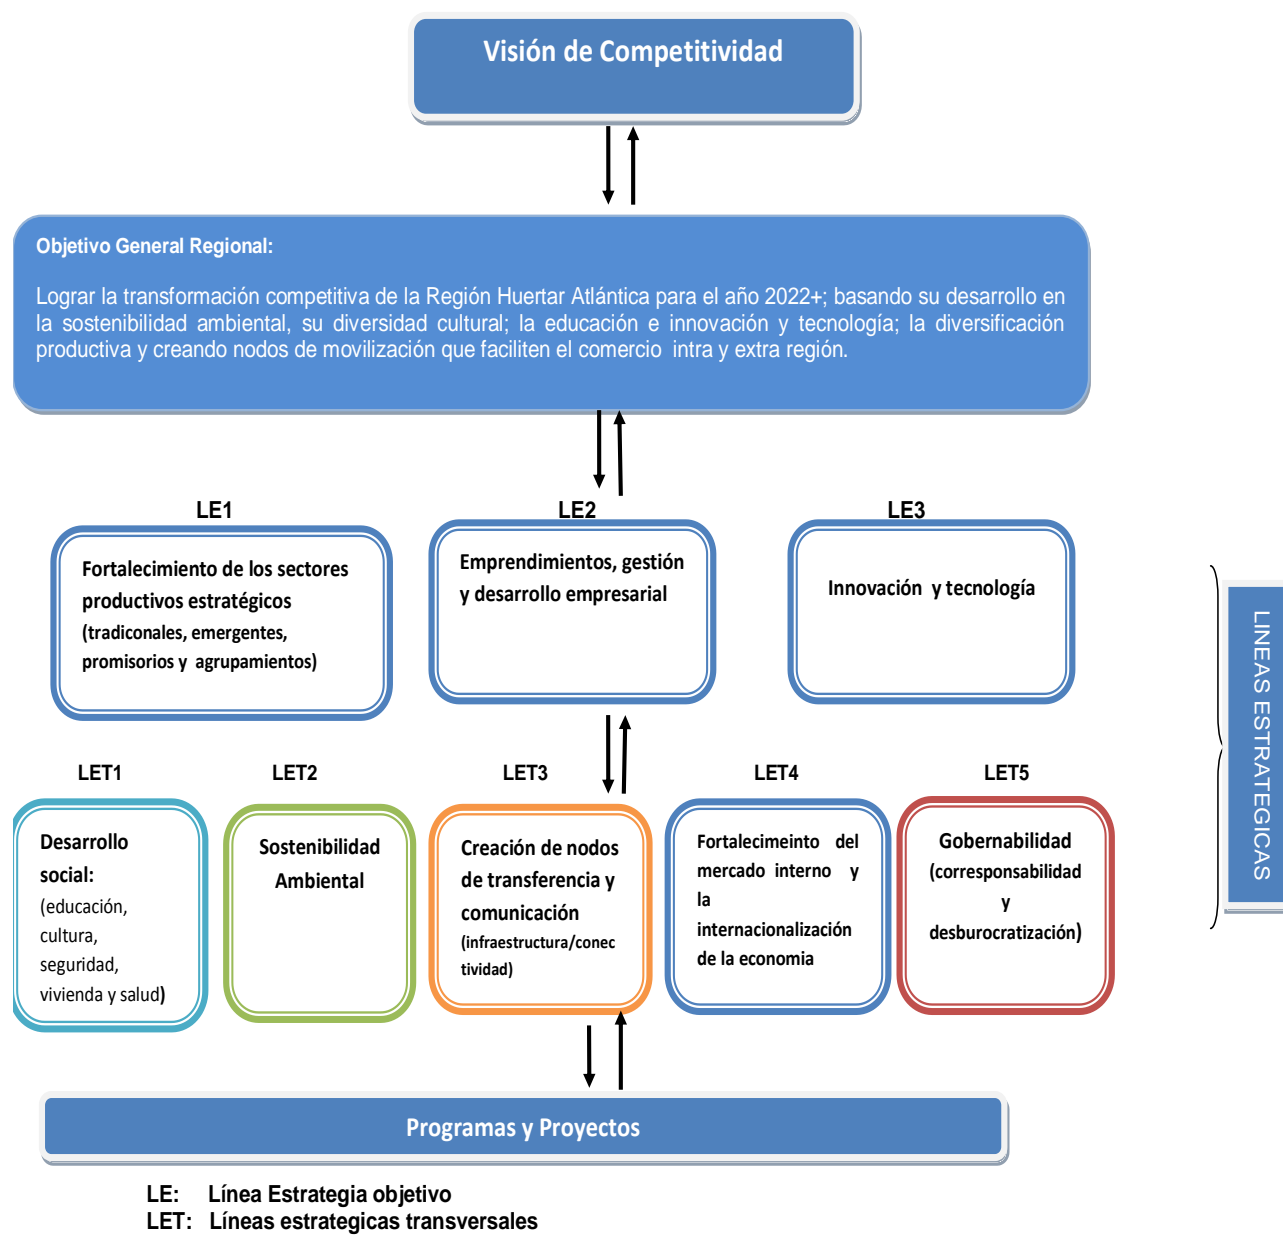 Visión de Competitividad
Objetivo General Regional:
Lograr la transformación competitiva de la Región Huertar Atlántica para el año 2022+; basando su desarrollo en
la sostenibilidad ambiental, su diversidad cultural; la educación e innovación y tecnología; la diversificación
productiva y creando nodos de movilización que faciliten el comercio intra y extra región.
LE1
Fortalecimiento de los sectores
productivos estratégicos
(tradiconales, emergentes,
promisorios y agrupamientos)
LE2
Emprendimientos, gestión
y desarrollo empresarial
LE3
Innovación y tecnología
LINEAS ESTRATEGICAS
LET1
Desarrollo
social:
(educación,
cultura,
seguridad,
vivienda y salud)
LET2
Sostenibilidad
Ambiental
LET3
Creación de nodos
de transferencia y
comunicación
(infraestructura/conec
tividad)
LET4
Fortalecimeinto del
mercado interno y
la
internacionalización
de la economia
LET5
Gobernabilidad
(corresponsabilidad
y
desburocratización)
Programas y Proyectos
LE: Línea Estrategia objetivo
LET: Líneas estrategicas transversales